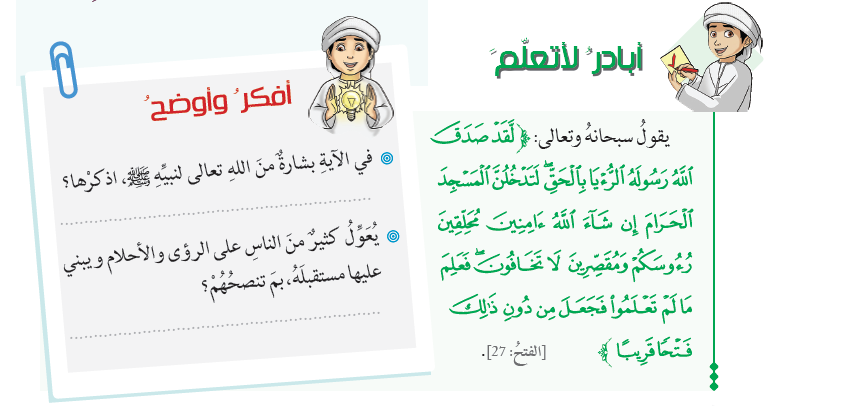 أبادرُ لأتعلّمَ
يقولُ سبحانهُ وتعالى: ﴿ لَّقَدۡ صَدَقَ
ٱللَّهُ رَسُولَهُ ٱلرُّءۡيَا بِٱلۡحَقِّۖ لَتَدۡخُلُنَّ ٱلۡمَسۡجِدَ
ٱلۡحَرَامَ إِن شَآءَ ٱللَّهُ ءَامِنِينَ مُحَلِّقِينَ
رُءُوسَكُمۡ وَمُقَصِّرِينَ لَا تَخَافُونَۖ فَعَلِمَ
مَا لَمۡ تَعۡلَمُواْ فَجَعَلَ مِن دُونِ ذَٰلِكَ
فَتۡحٗا قَرِيبًا ﴾ [الفتحُ: 27].
أفكرُ وأوضحُ
في الآيةِ بشارةٌ منَ اللهِ تعالى لنبيِّهِ ﷺ، اذكرْها؟
يُعَوِّلُ كثيرٌ منَ الناسِ على الرؤى والأحلام ويبني
عليها مستقبلَهُ، بمَ تنصحُهُمْ؟